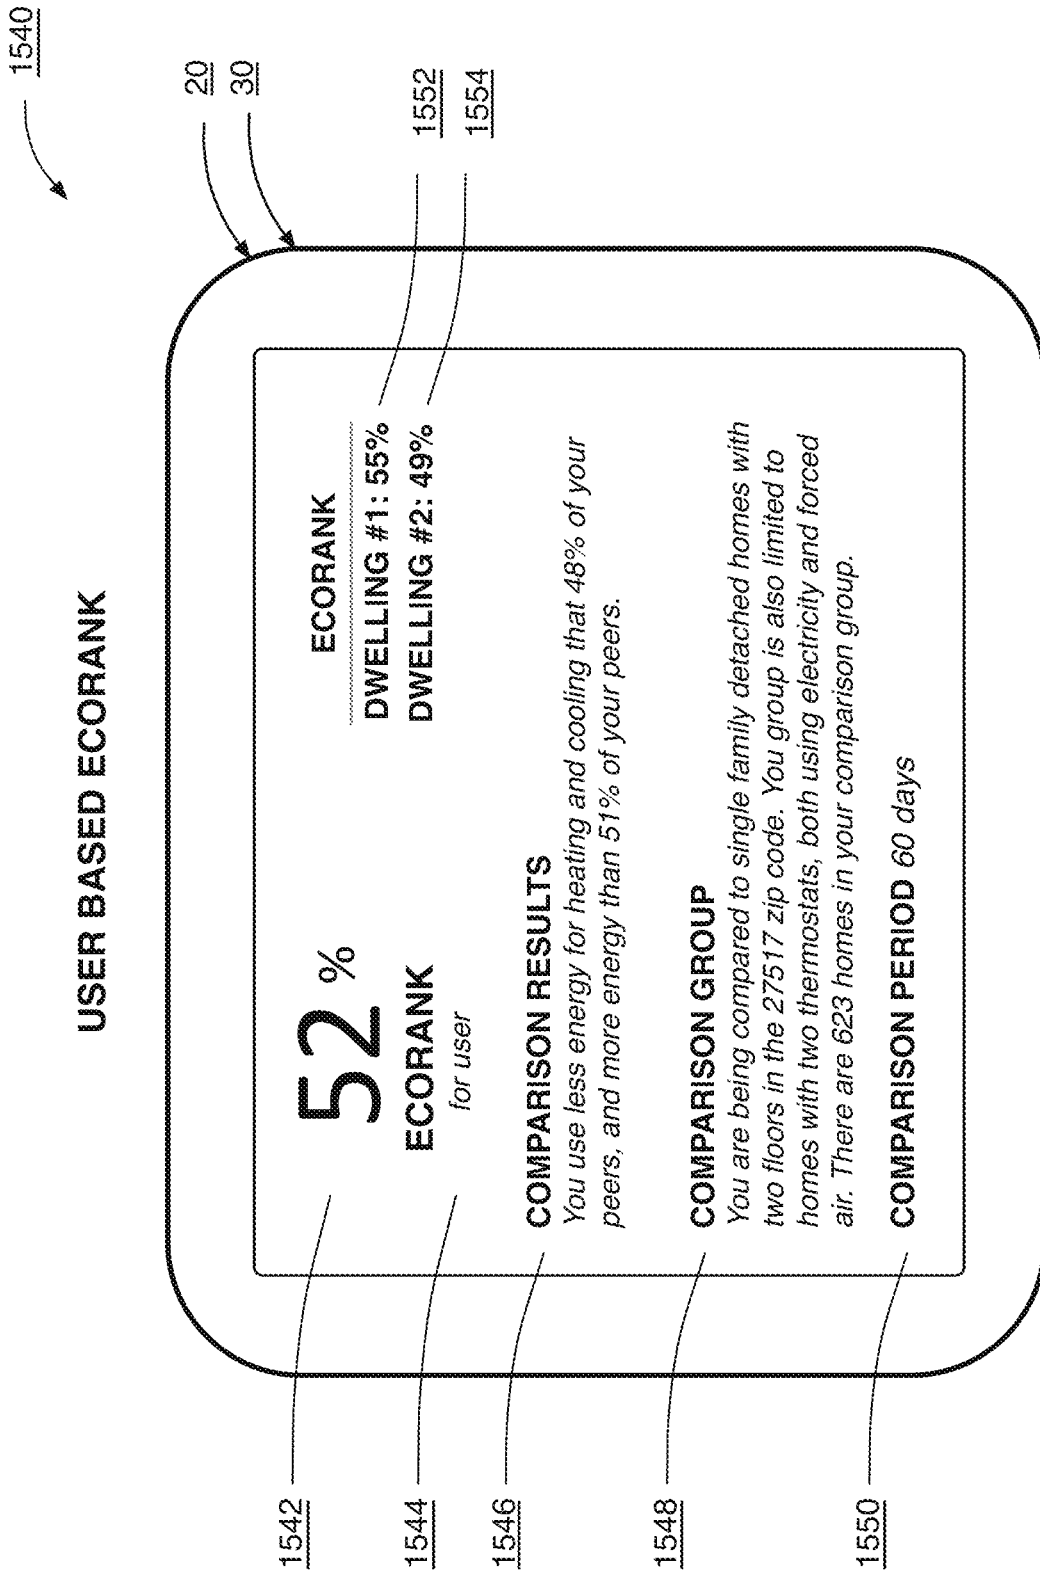 USER BASED ECORANK
1540
20
30
52 %
ECORANK
for user
ECORANK
DWELLING #1: 55%
DWELLING #2: 49%
1552
1554
COMPARISON RESULTS
You use less energy for heating and cooling that 48% of your
peers, and more energy than 51% of your peers.
COMPARISON GROUP
You are being compared to single family detached homes with
two floors in the 27517 zip code. You group is also limited to
homes with two thermostats, both using electricity and forced
air. There are 623 homes in your comparison group.
COMPARISON PERIOD 60 days
1542
1544
1546
1548
1550